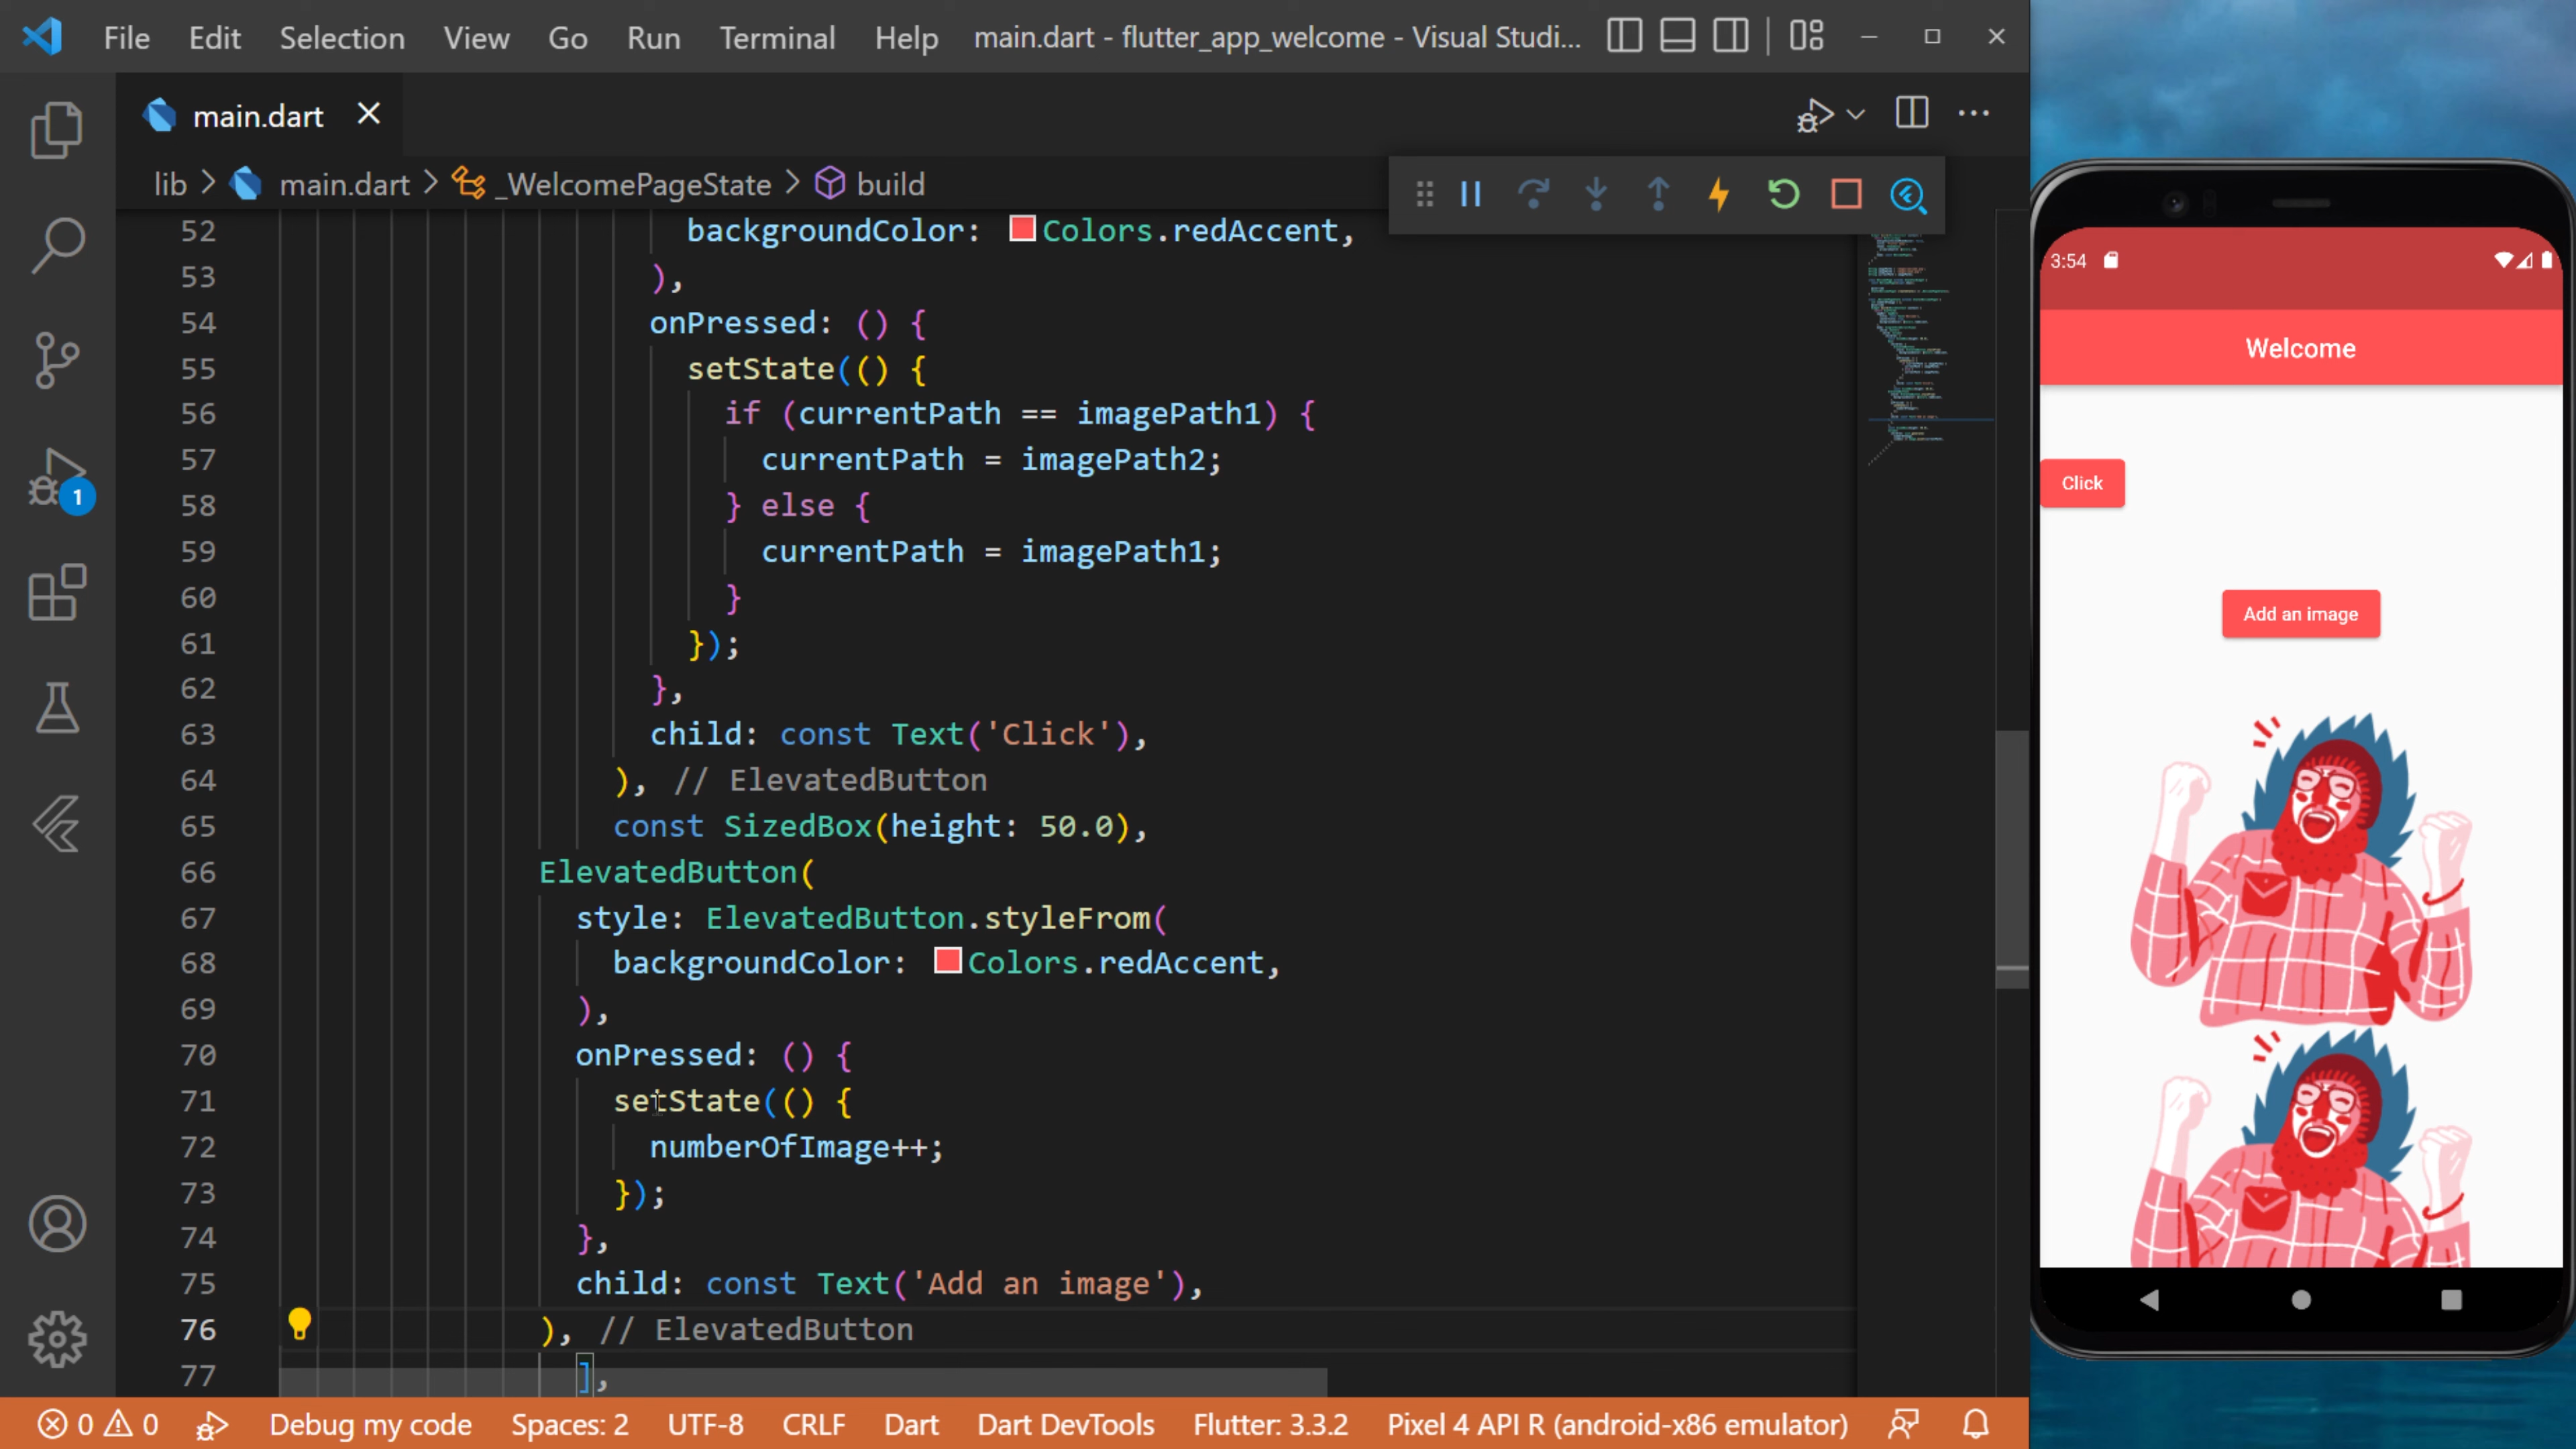 File Edit Selection View Go Run Terminal Help main.dart - flutter_app_welcome - Visual Studi...
main.dart
lib > main.dart > _WelcomePageState > build
52 backgroundColor: Colors.redAccent,
53 ),
54 onPressed: () {
55 setState(() {
56 if (currentPath == imagePath1) {
57 currentPath = imagePath2;
58 } else {
59 currentPath = imagePath1;
60 }
61 });
62 },
63 child: const Text('Click'),
64 ), // ElevatedButton
65 const SizedBox(height: 50.0),
66 ElevatedButton(
67 style: ElevatedButton.styleFrom(
68 backgroundColor: Colors.redAccent,
69 ),
70 onPressed: () {
71 setState(() {
72 numberOfImage++;
73 });
74 },
75 child: const Text('Add an image'),
76 ), // ElevatedButton
77 ],
1
0 0 Debug my code Spaces: 2 UTF-8 CRLF Dart Dart DevTools Flutter: 3.3.2 Pixel 4 API R (android-x86 emulator)
3:54
Welcome
Click
Add an image